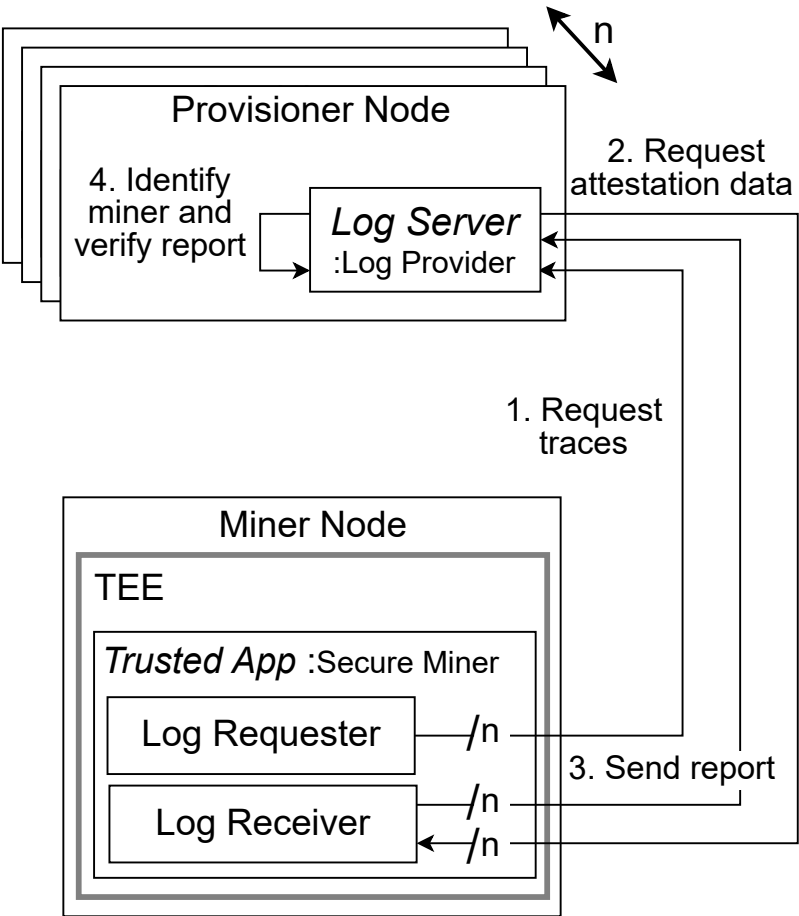 n
Provisioner Node
2. Request
attestation data
4. Identify
miner and
verify report
Log Server
:Log Provider
1. Request
traces
Miner Node
TEE
Trusted App :Secure Miner
Log Requester
/n
3. Send report
Log Receiver
/n
/n